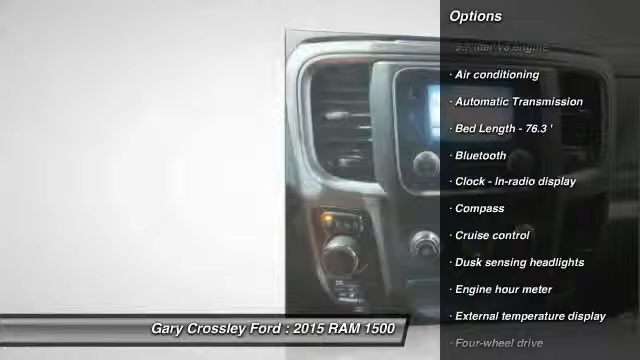 Options
· Air conditioning
· Automatic Transmission
· Bed Length - 76.3 '
· Bluetooth
· Clock - In-radio display
· Compass
· Cruise control
· Dusk sensing headlights
· Engine hour meter
· External temperature display
· Four-wheel drive
Gary Crossley Ford : 2015 RAM 1500